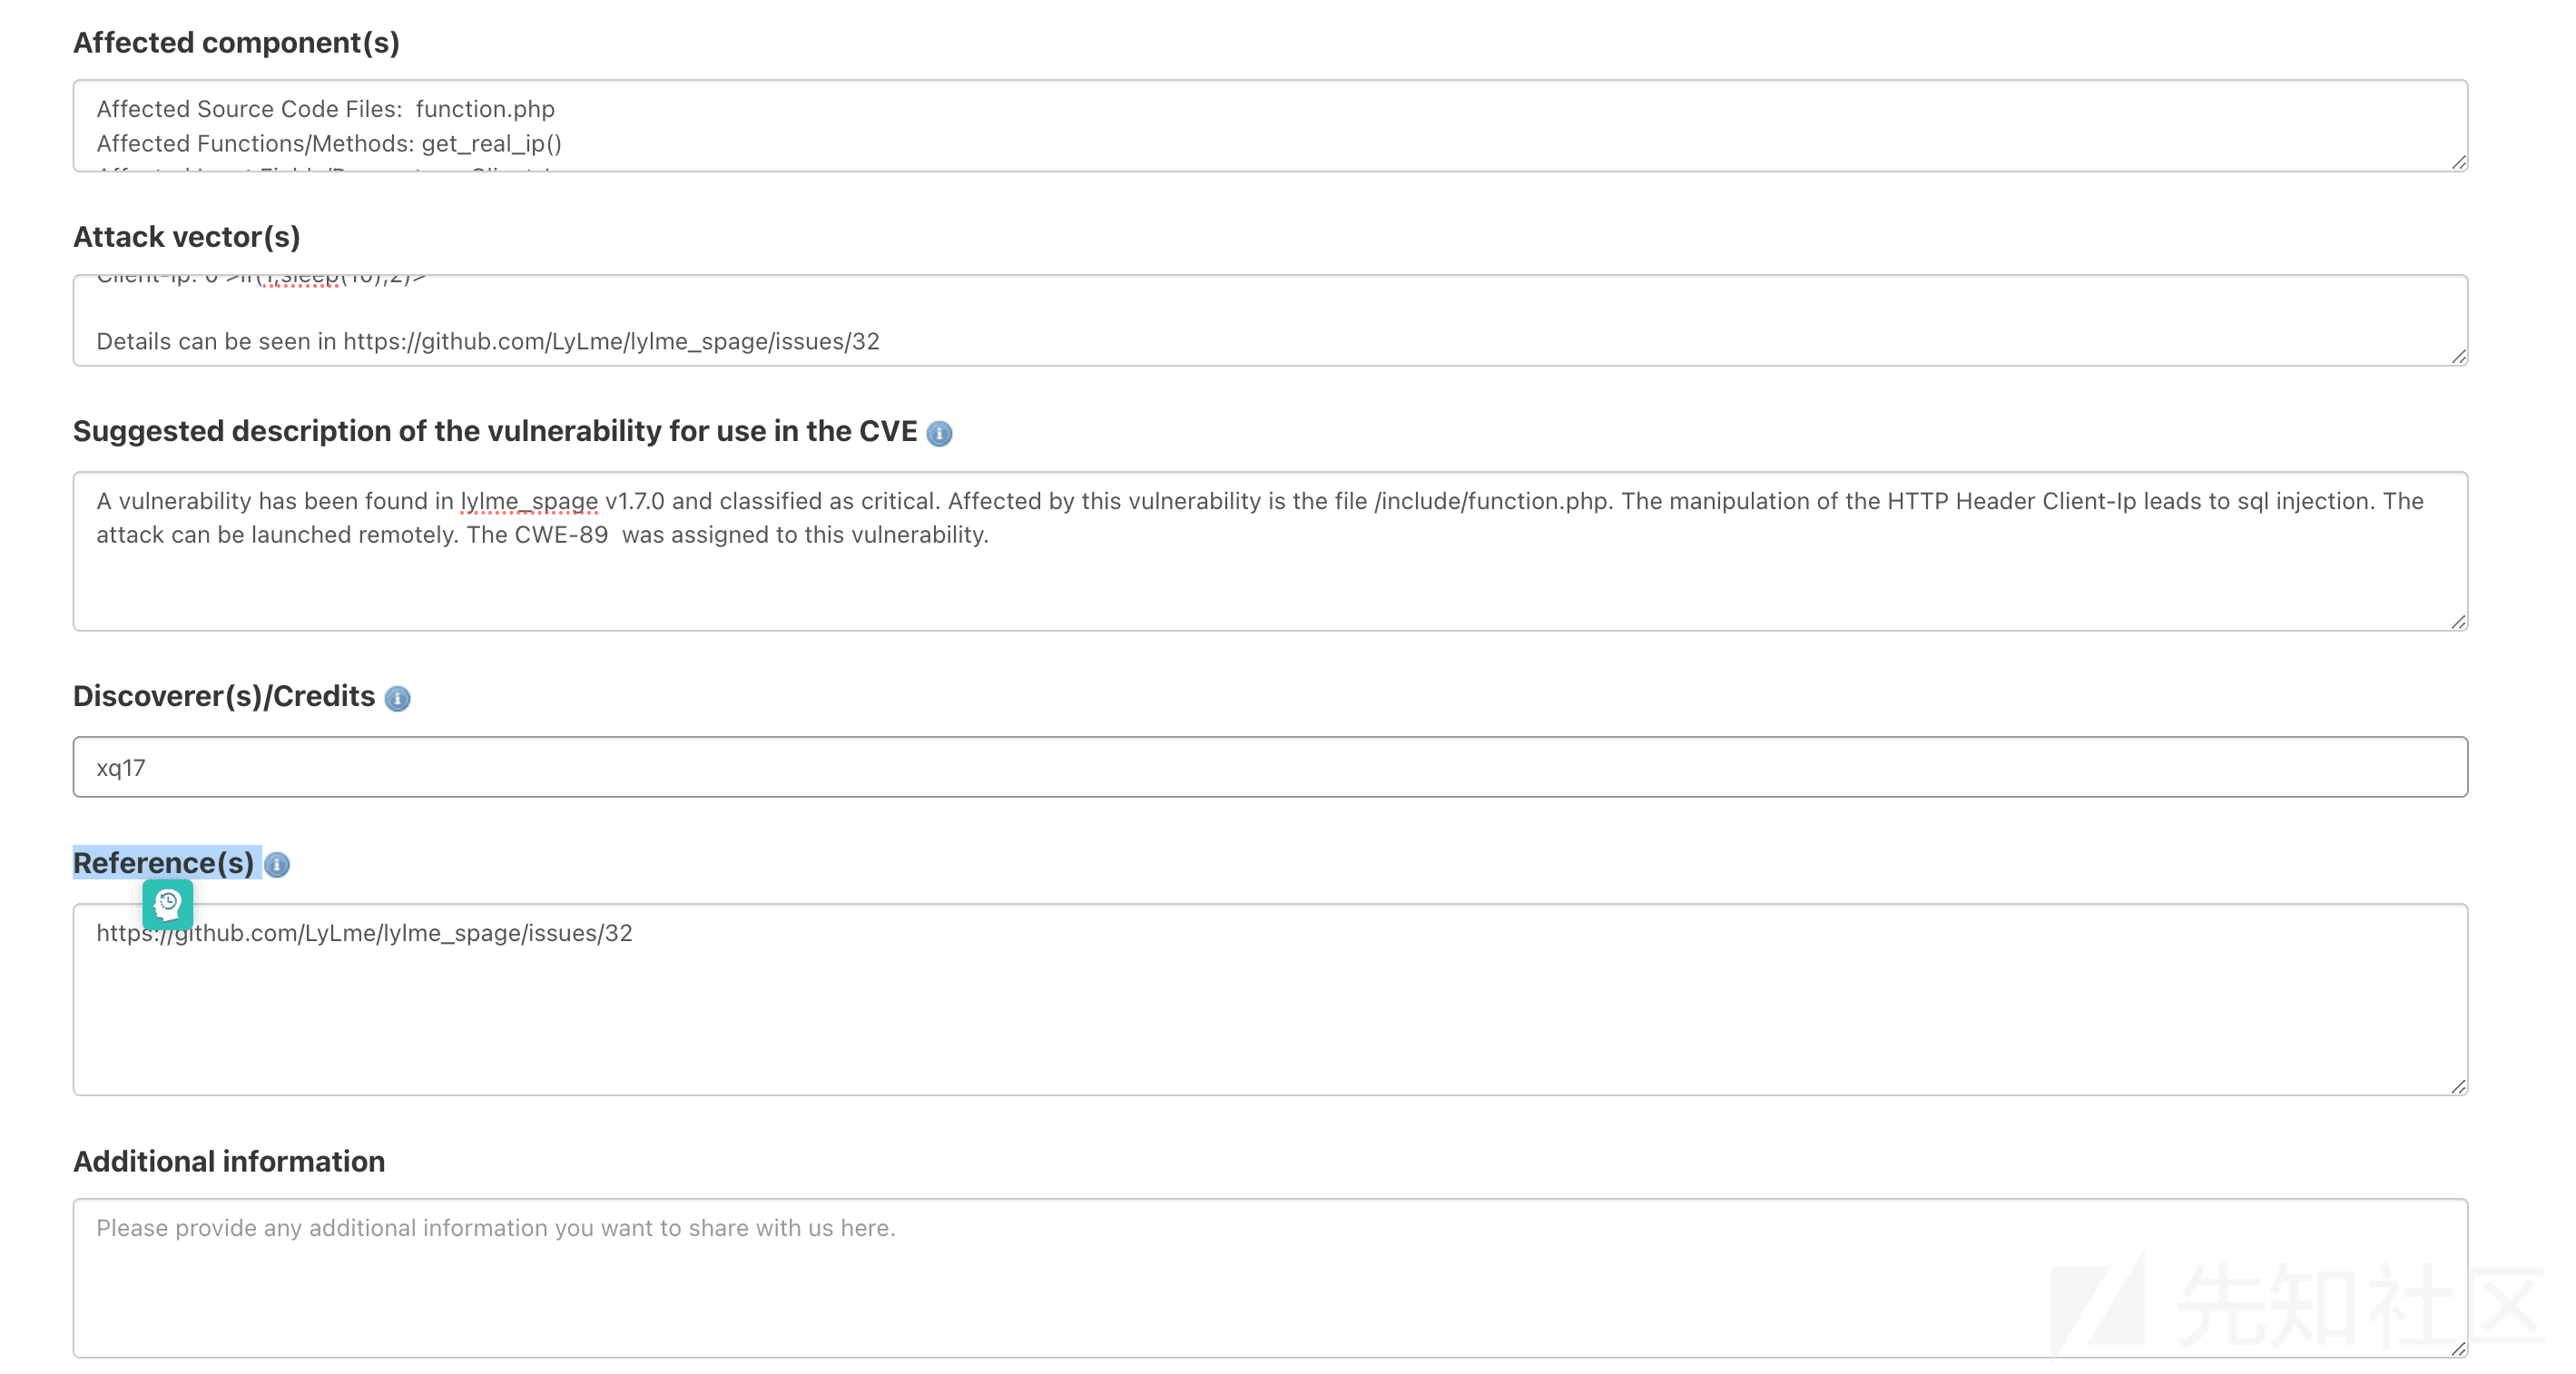 Affected component(s)
Affected Source Code Files:  function.php
Affected Functions/Methods: get_real_ip()
Attack vector(s)
Details can be seen in https://github.com/LyLme/lylme_spage/issues/32
Suggested description of the vulnerability for use in the CVE
A vulnerability has been found in lylme_spage v1.7.0 and classified as critical. Affected by this vulnerability is the file /include/function.php. The manipulation of the HTTP Header Client-Ip leads to sql injection. The
attack can be launched remotely. The CWE-89  was assigned to this vulnerability.
Discoverer(s)/Credits
xq17
Reference(s)
https://github.com/LyLme/lylme_spage/issues/32
Additional information
Please provide any additional information you want to share with us here.
先知社区